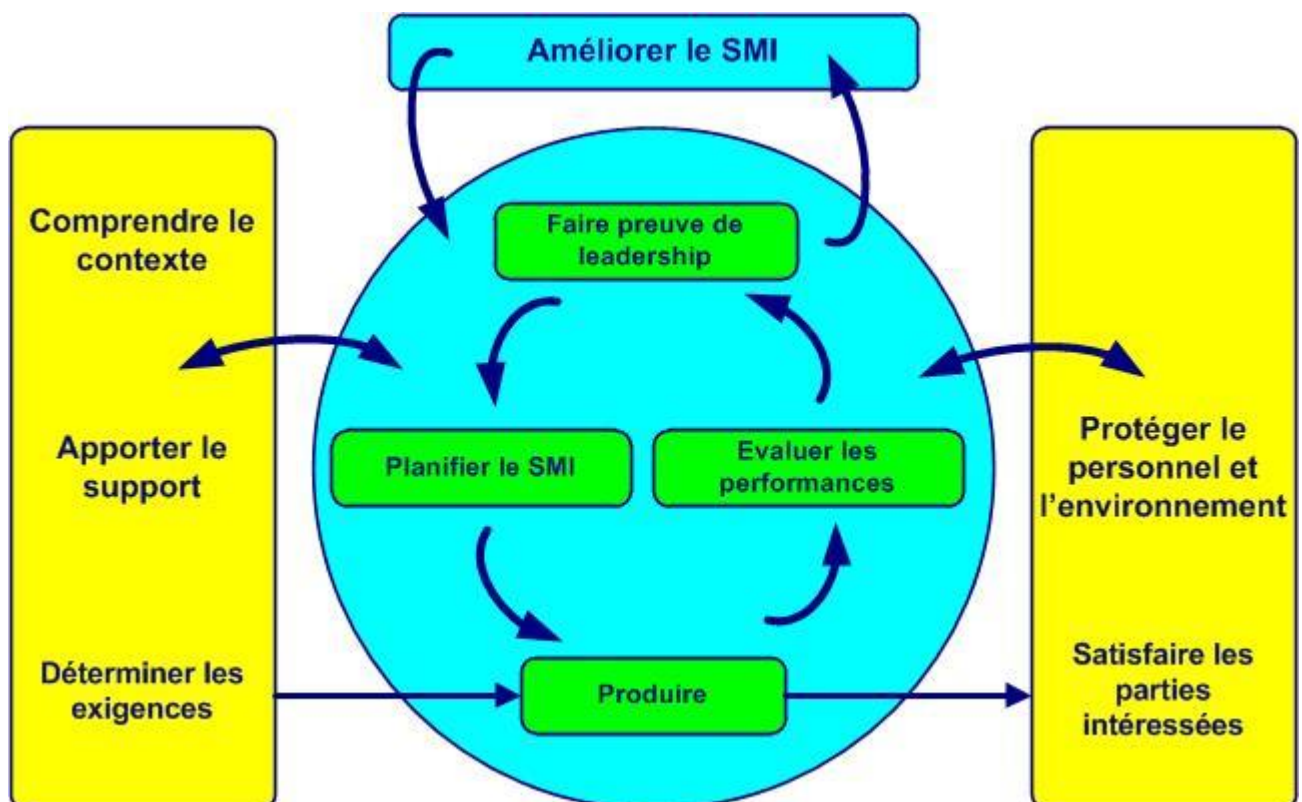 Améliorer le SMI
Comprendre le
contexte
Apporter le
support
Déterminer les
exigences
Faire preuve de
leadership
Planifier le SMI
Evaluer les
performances
Produire
Protéger le
personnel et
l'environnement
Satisfaire les
parties
intéressées